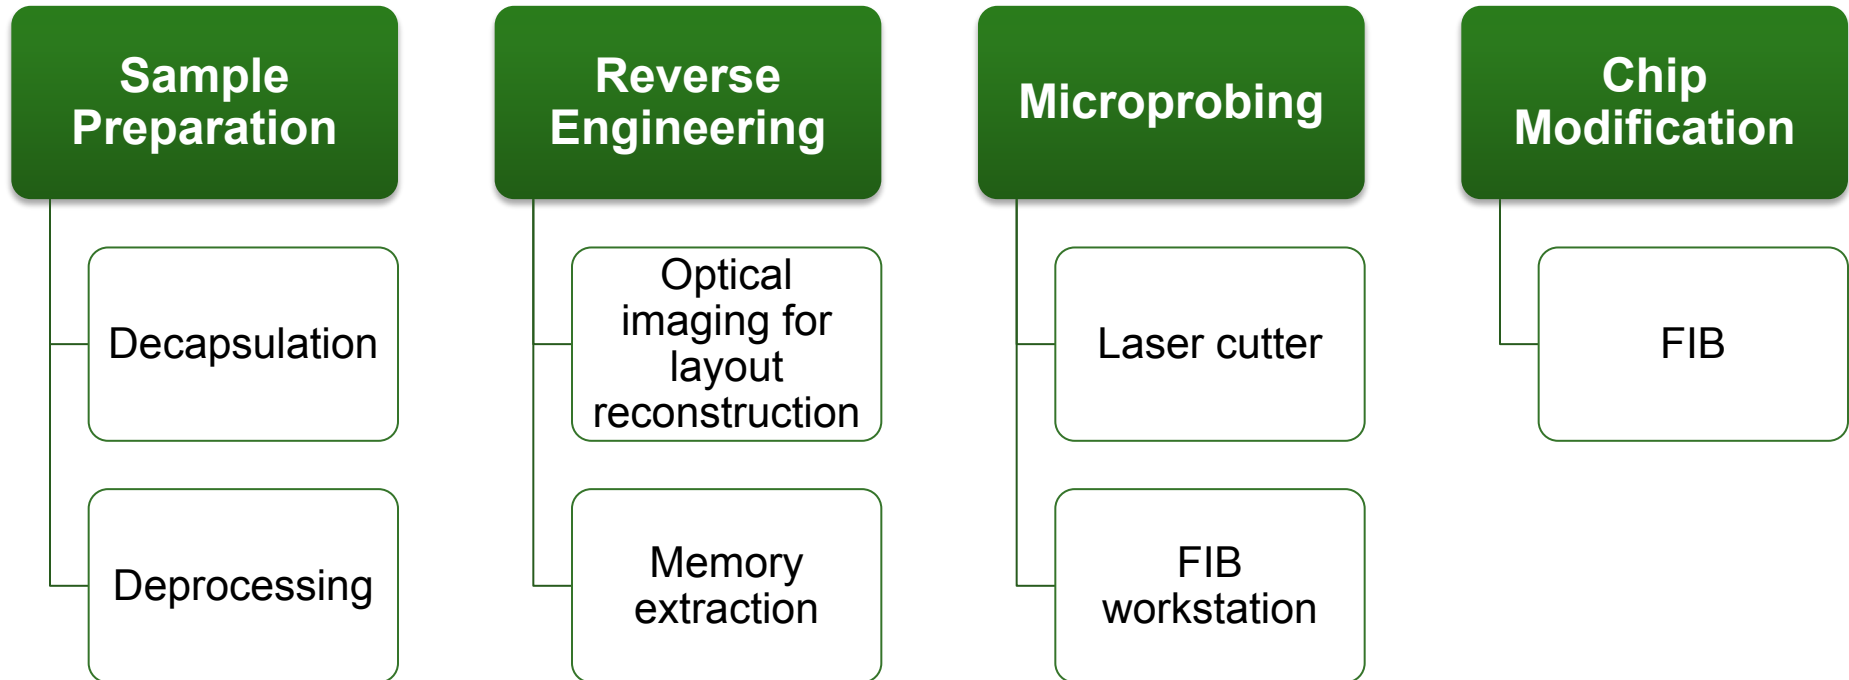 Sample
Preparation
Decapsulation
Deprocessing
Reverse
Engineering
Optical
imaging for
layout
reconstruction
Memory
extraction
Microprobing
Laser cutter
FIB
workstation
Chip
Modification
FIB